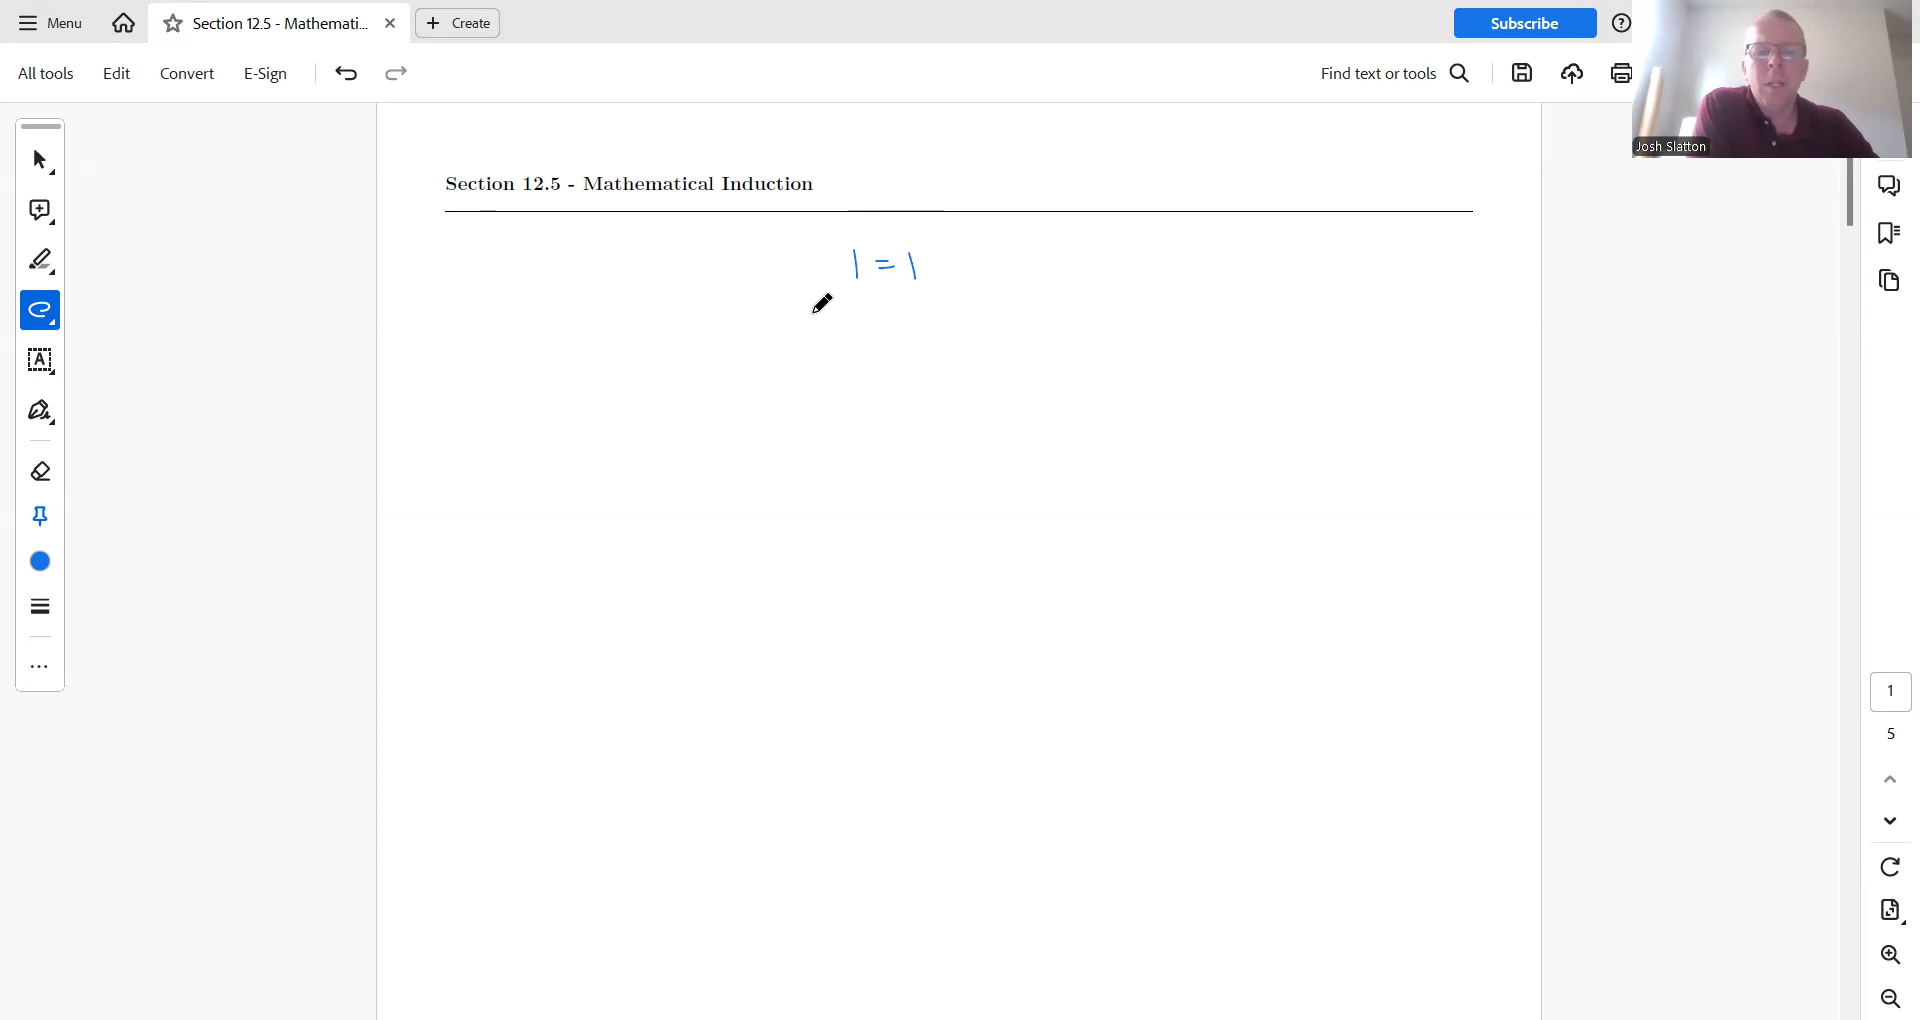 Menu
Section 12.5 - Mathemati...
Create
Subscribe
All tools
Edit
Convert
E-Sign
Find text or tools
Josh Slatton
Section 12.5 - Mathematical Induction
1 = 1
A
1
5